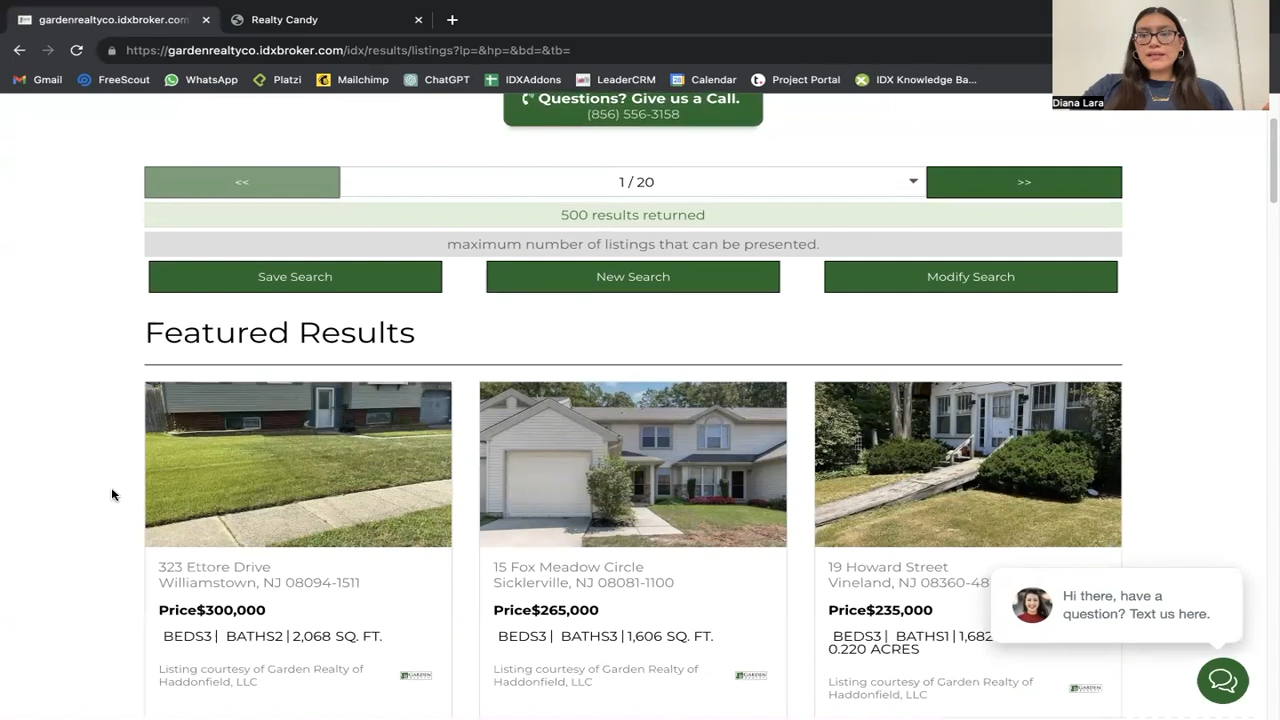 gardenrealtyco.idxbroker.com
Realty Candy
https://gardenrealtyco.idxbroker.com/idx/results/listings?lp=&hp=&bd=&tb=
Gmail
FreeScout
WhatsApp
Platzi
Mailchimp
ChatGPT
IDXAddons
LeaderCRM
Calendar
Project Portal
IDX Knowledge Ba...
Diana Lara
Questions? Give us a Call.
(856) 556-3158
<<
1 / 20
>>
500 results returned
maximum number of listings that can be presented.
Save Search
New Search
Modify Search
Featured Results
323 Ettore Drive
Williamstown, NJ 08094-1511
Price$300,000
BEDS3 | BATHS2 | 2,068 SQ. FT.
Listing courtesy of Garden Realty of
Haddonfield, LLC
15 Fox Meadow Circle
Sicklerville, NJ 08081-1100
Price$265,000
BEDS3 | BATHS3 | 1,606 SQ. FT.
Listing courtesy of Garden Realty of
Haddonfield, LLC
19 Howard Street
Vineland, NJ 08360-48
Price$235,000
BEDS3 | BATHS1 | 1,682
0.220 ACRES
Listing courtesy of Garden Realty of
Haddonfield, LLC
Hi there, have a
question? Text us here.